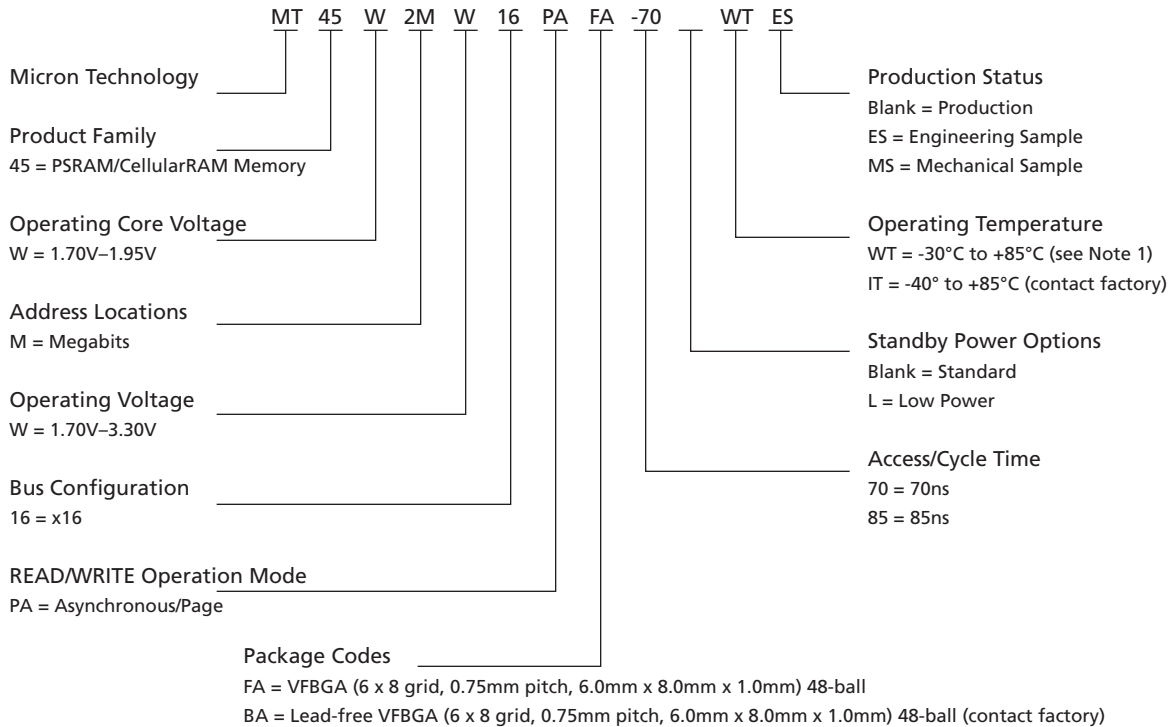 MT 45 W 2M W 16 PA FA -70 WT ES
Micron Technology
Product Family
45 = PSRAM/CellularRAM Memory
Operating Core Voltage
W = 1.70V–1.95V
Address Locations
M = Megabits
Operating Voltage
W = 1.70V–3.30V
Bus Configuration
16 = x16
READ/WRITE Operation Mode
PA = Asynchronous/Page
Package Codes
FA = VFBGA (6 x 8 grid, 0.75mm pitch, 6.0mm x 8.0mm x 1.0mm) 48-ball
BA = Lead-free VFBGA (6 x 8 grid, 0.75mm pitch, 6.0mm x 8.0mm x 1.0mm) 48-ball (contact factory)
Production Status
Blank = Production
ES = Engineering Sample
MS = Mechanical Sample
Operating Temperature
WT = -30°C to +85°C (see Note 1)
IT = -40° to +85°C (contact factory)
Standby Power Options
Blank = Standard
L = Low Power
Access/Cycle Time
70 = 70ns
85 = 85ns